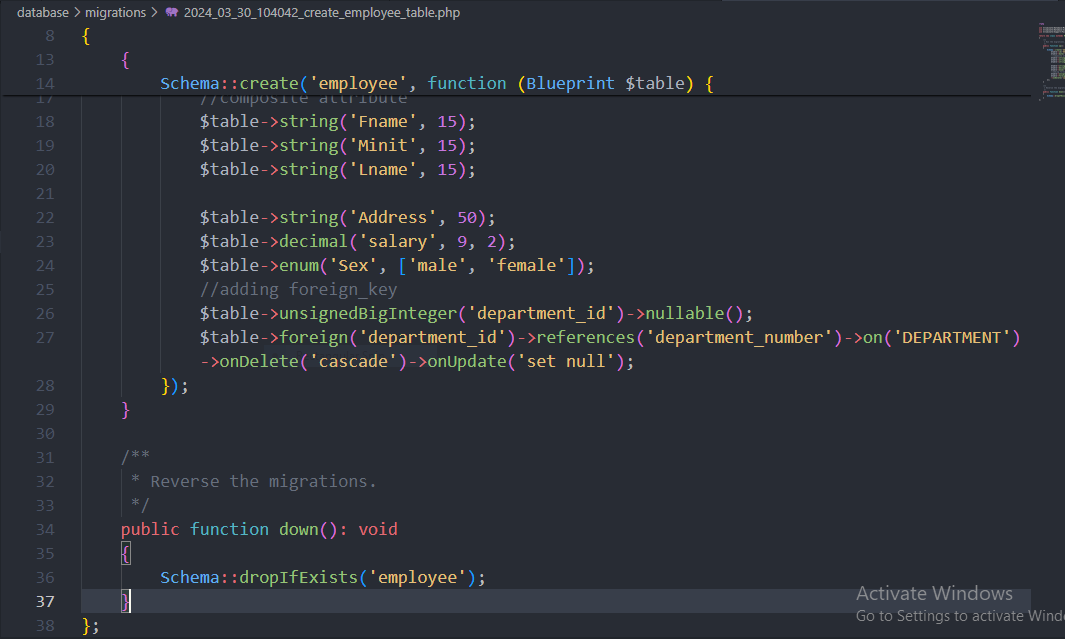 database > migrations > 2024_03_30_104042_create_employee_table.php
8 {
13 {
14 Schema::create('employee', function (Blueprint $table) {
17 //composite attribute
18 $table->string('Fname', 15);
19 $table->string('Minit', 15);
20 $table->string('Lname', 15);
21
22 $table->string('Address', 50);
23 $table->decimal('salary', 9, 2);
24 $table->enum('Sex', ['male', 'female']);
25 //adding foreign_key
26 $table->unsignedBigInteger('department_id')->nullable();
27 $table->foreign('department_id')->references('department_number')->on('DEPARTMENT')
->onDelete('cascade')->onUpdate('set null');
28 });
29 }
30
31 /**
32 * Reverse the migrations.
33 */
34 public function down(): void
35 {
36 Schema::dropIfExists('employee');
37 }
38 };
Activate Windows
Go to Settings to activate Wind